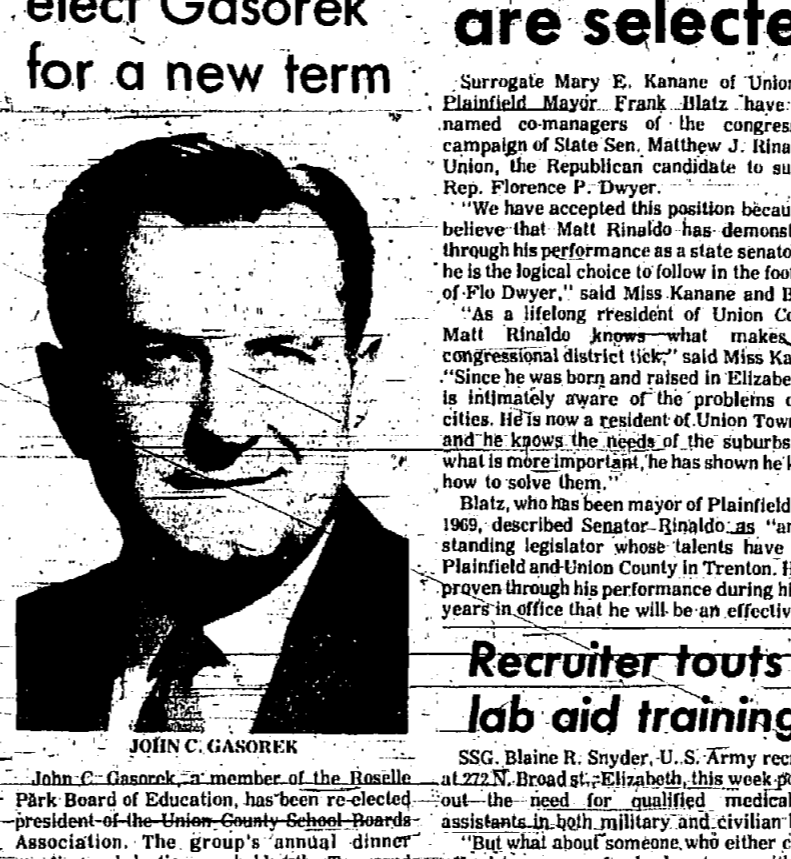 elect Gasorek
for a new term
JOHN C. GASOREK
John C. Gasorek, a member of the Roselle
Park Board of Education, has been re-elected
president of the Union County School Boards
Association. The group's annual dinner
are selecte
Surrogate Mary E. Kanane of Union
Plainfield Mayor Frank Blatz have
named co-managers of the congres
campaign of State Sen. Matthew J. Rina
Union, the Republican candidate to su
Rep. Florence P. Dwyer.
"We have accepted this position becau
believe that Matt Rinaldo has demonst
through his performance as a state senato
he is the logical choice to follow in the foo
of Flo Dwyer," said Miss Kanane and B
"As a lifelong rresident of Union Co
Matt Rinaldo knows what makes
congressional district tick," said Miss Ka
"Since he was born and raised in Elizabe
is intimately aware of the problems o
cities. He is now a resident of Union Town
and he knows the needs of the suburbs
what is more important, he has shown he k
how to solve them."
Blatz, who has been mayor of Plainfield
1969, described Senator Rinaldo as "an
standing legislator whose talents have
Plainfield and Union County in Trenton. H
proven through his performance during hi
years in office that he will be an effectiv
Recruiter touts
lab aid training
SSG. Blaine R. Snyder, U.S. Army recr
at 272 N. Broad st., Elizabeth, this week po
out the need for qualified medical
assistants in both military and civilian l
"But what about someone who either c